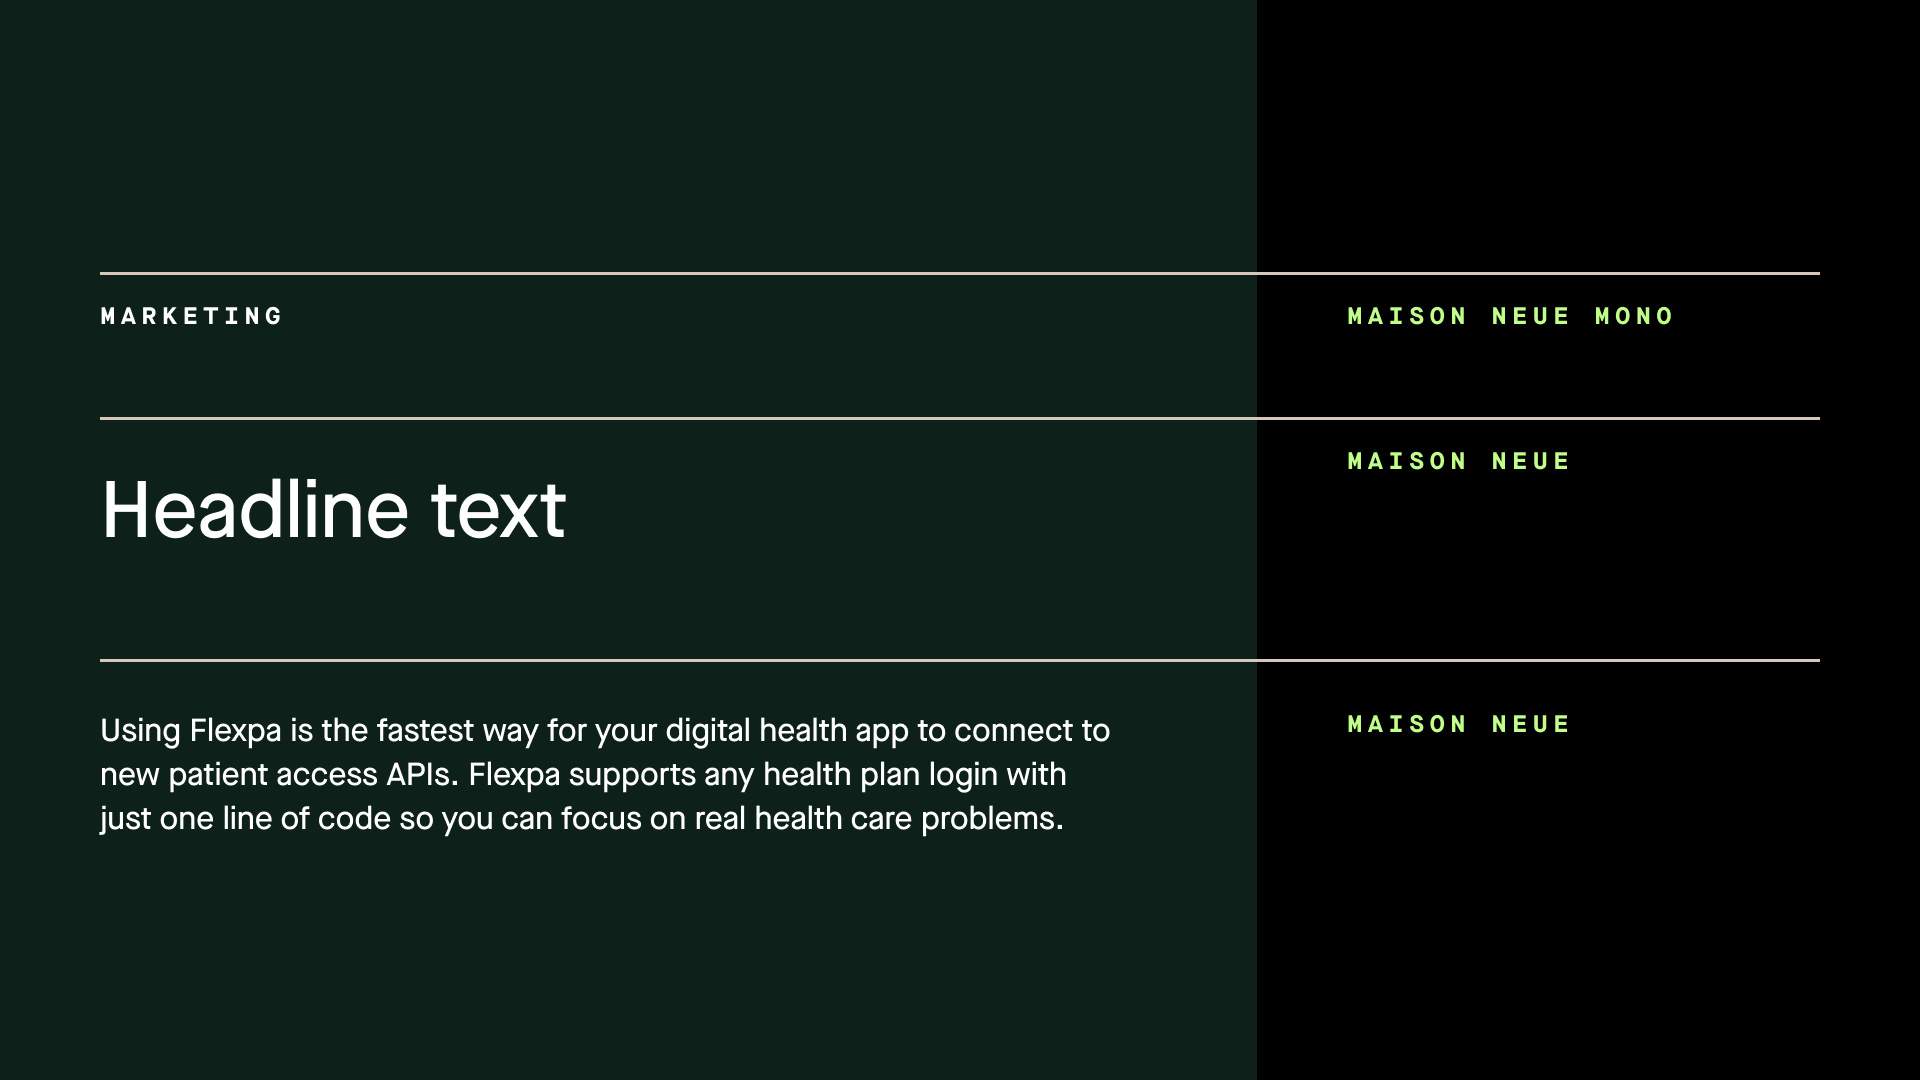 MARKETING
MAISON NEUE MONO
Headline text
MAISON NEUE
Using Flexpa is the fastest way for your digital health app to connect to
new patient access APIs. Flexpa supports any health plan login with
just one line of code so you can focus on real health care problems.
MAISON NEUE